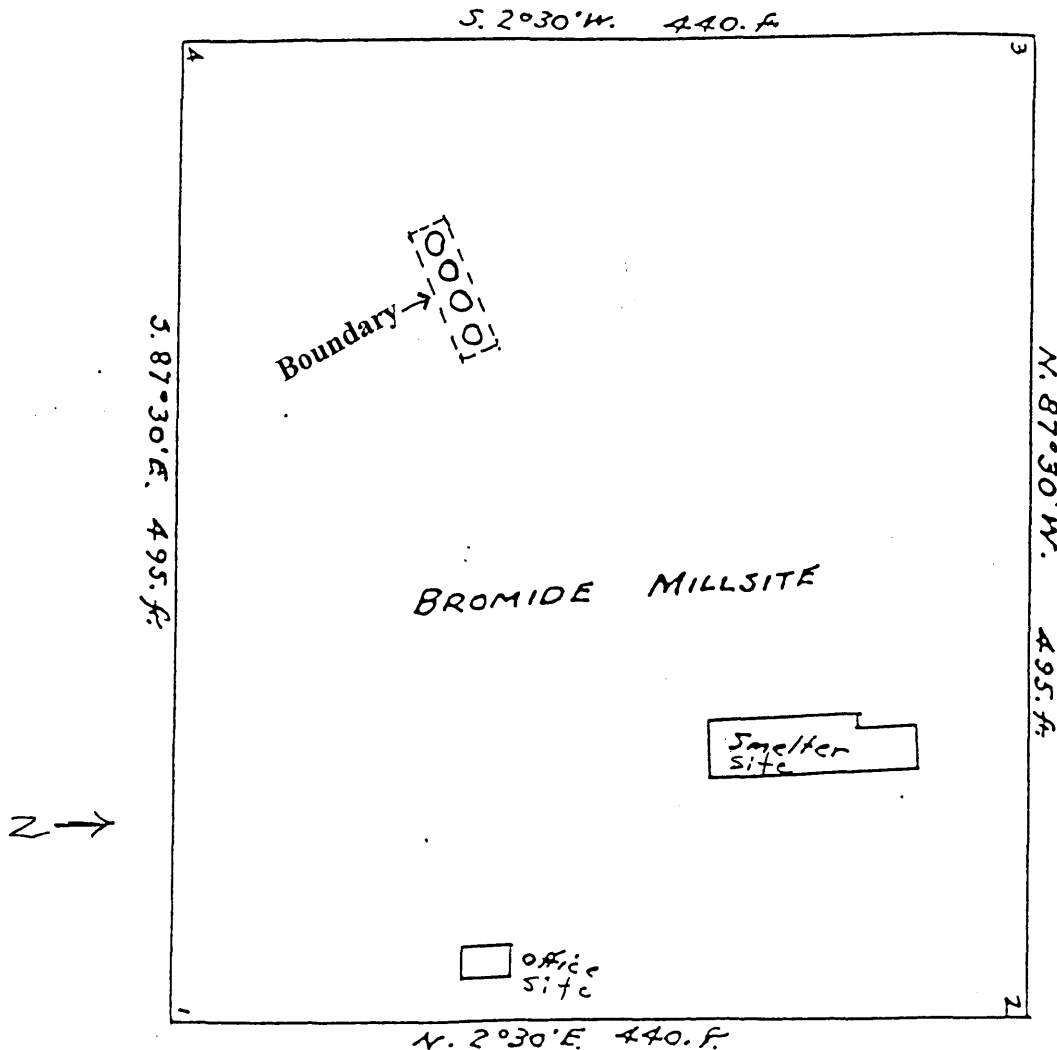 S. 2°30'W. 440. ft.
4
3
Boundary
S. 87°30'E. 495. ft.
N. 87°30'W. 495. ft.
BROMIDE MILLSITE
Smelter
site
N
office
site
1
2
N. 2°30'E. 440. F.